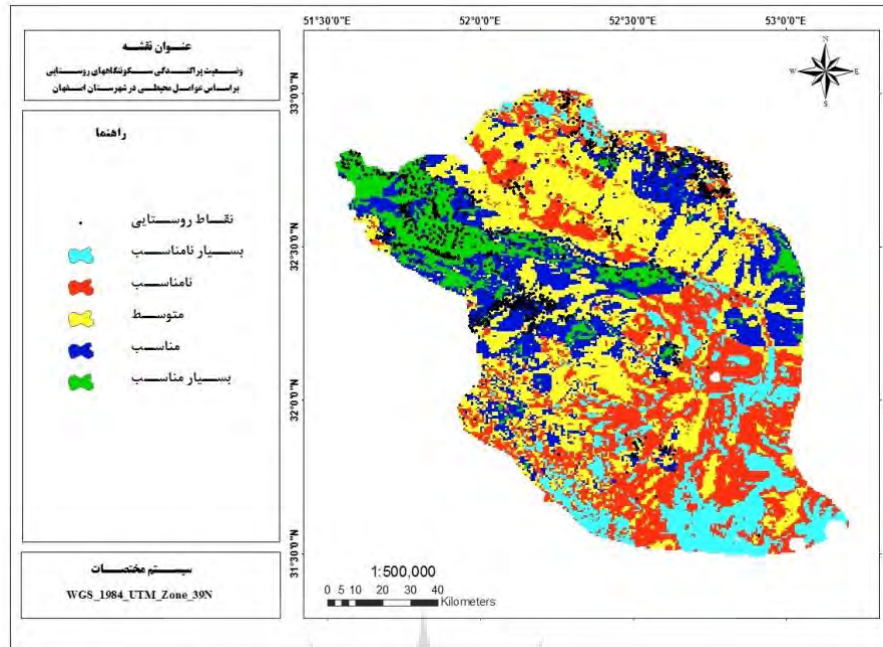 عنوان نقشه
وضعیت پراکندگی سکونتگاههای روستایی
براساس عوامل محیطی در شهرستان اصفهان
راهنما
نقاط روستایی
بسیار نامناسب
نامناسب
متوسط
مناسب
بسیار مناسب
سیستم مختصات
WGS_1984_UTM_Zone_39N
51°30'0"E 52°0'0"E 52°30'0"E 53°0'0"E
33°0'0"N
32°30'0"N
32°0'0"N
31°30'0"N
N
W E
S
1:500,000
0 5 10 20 30 40
Kilometers